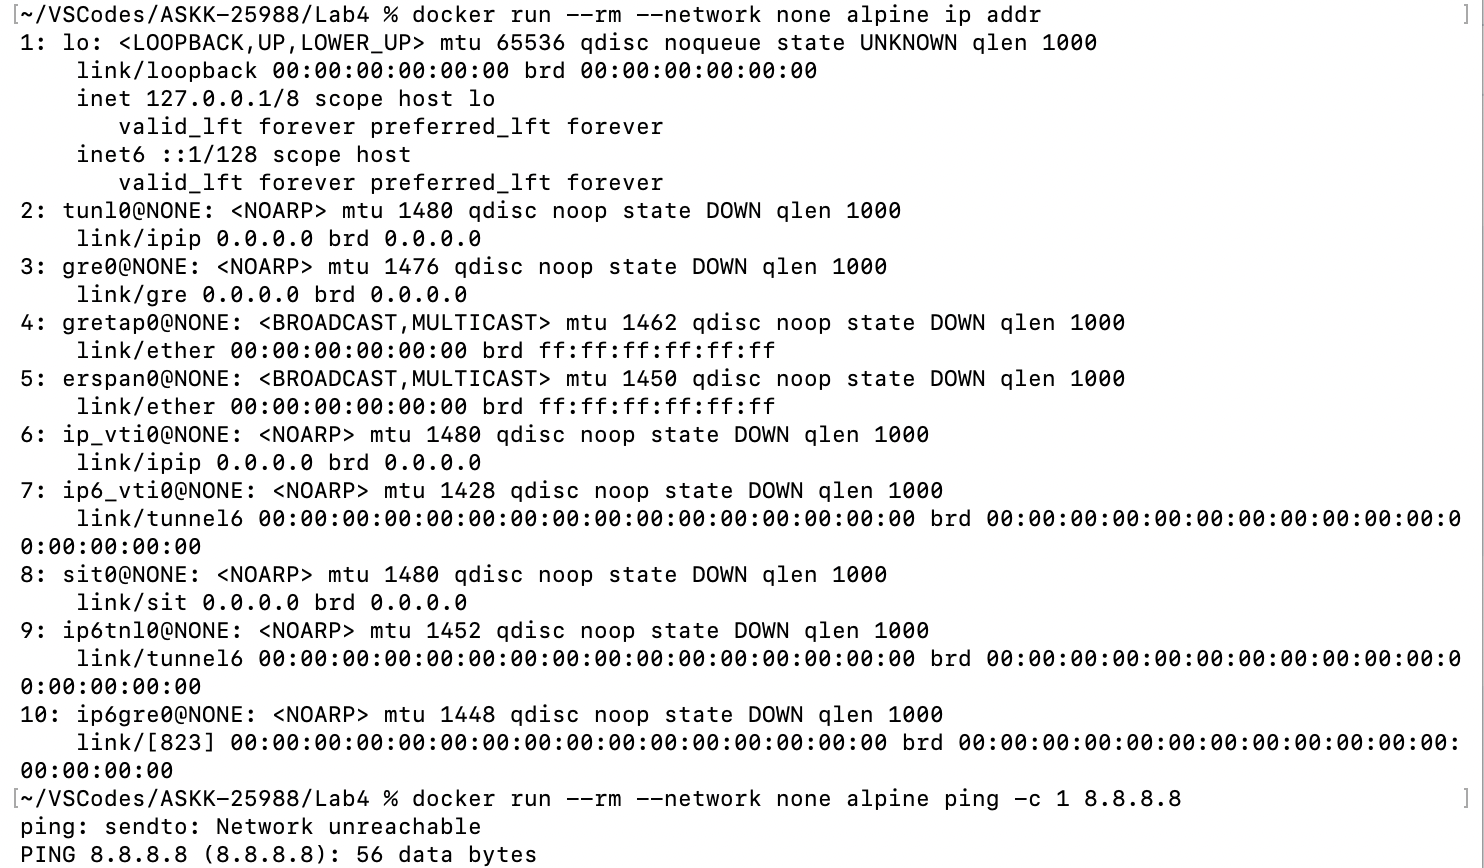 [~/VSCodes/ASKK-25988/Lab4 % docker run --rm --network none alpine ip addr ]
1: lo: <LOOPBACK,UP,LOWER_UP> mtu 65536 qdisc noqueue state UNKNOWN qlen 1000
    link/loopback 00:00:00:00:00:00 brd 00:00:00:00:00:00
    inet 127.0.0.1/8 scope host lo
       valid_lft forever preferred_lft forever
    inet6 ::1/128 scope host
       valid_lft forever preferred_lft forever
2: tunl0@NONE: <NOARP> mtu 1480 qdisc noop state DOWN qlen 1000
    link/ipip 0.0.0.0 brd 0.0.0.0
3: gre0@NONE: <NOARP> mtu 1476 qdisc noop state DOWN qlen 1000
    link/gre 0.0.0.0 brd 0.0.0.0
4: gretap0@NONE: <BROADCAST,MULTICAST> mtu 1462 qdisc noop state DOWN qlen 1000
    link/ether 00:00:00:00:00:00 brd ff:ff:ff:ff:ff:ff
5: erspan0@NONE: <BROADCAST,MULTICAST> mtu 1450 qdisc noop state DOWN qlen 1000
    link/ether 00:00:00:00:00:00 brd ff:ff:ff:ff:ff:ff
6: ip_vti0@NONE: <NOARP> mtu 1480 qdisc noop state DOWN qlen 1000
    link/ipip 0.0.0.0 brd 0.0.0.0
7: ip6_vti0@NONE: <NOARP> mtu 1428 qdisc noop state DOWN qlen 1000
    link/tunnel6 00:00:00:00:00:00:00:00:00:00:00:00:00:00:00:00 brd 00:00:00:00:00:00:00:00:00:00:00:0
0:00:00:00:00
8: sit0@NONE: <NOARP> mtu 1480 qdisc noop state DOWN qlen 1000
    link/sit 0.0.0.0 brd 0.0.0.0
9: ip6tnl0@NONE: <NOARP> mtu 1452 qdisc noop state DOWN qlen 1000
    link/tunnel6 00:00:00:00:00:00:00:00:00:00:00:00:00:00:00:00 brd 00:00:00:00:00:00:00:00:00:00:00:0
0:00:00:00:00
10: ip6gre0@NONE: <NOARP> mtu 1448 qdisc noop state DOWN qlen 1000
    link/[823] 00:00:00:00:00:00:00:00:00:00:00:00:00:00:00:00 brd 00:00:00:00:00:00:00:00:00:00:00:00:
00:00:00:00
[~/VSCodes/ASKK-25988/Lab4 % docker run --rm --network none alpine ping -c 1 8.8.8.8 ]
ping: sendto: Network unreachable
PING 8.8.8.8 (8.8.8.8): 56 data bytes